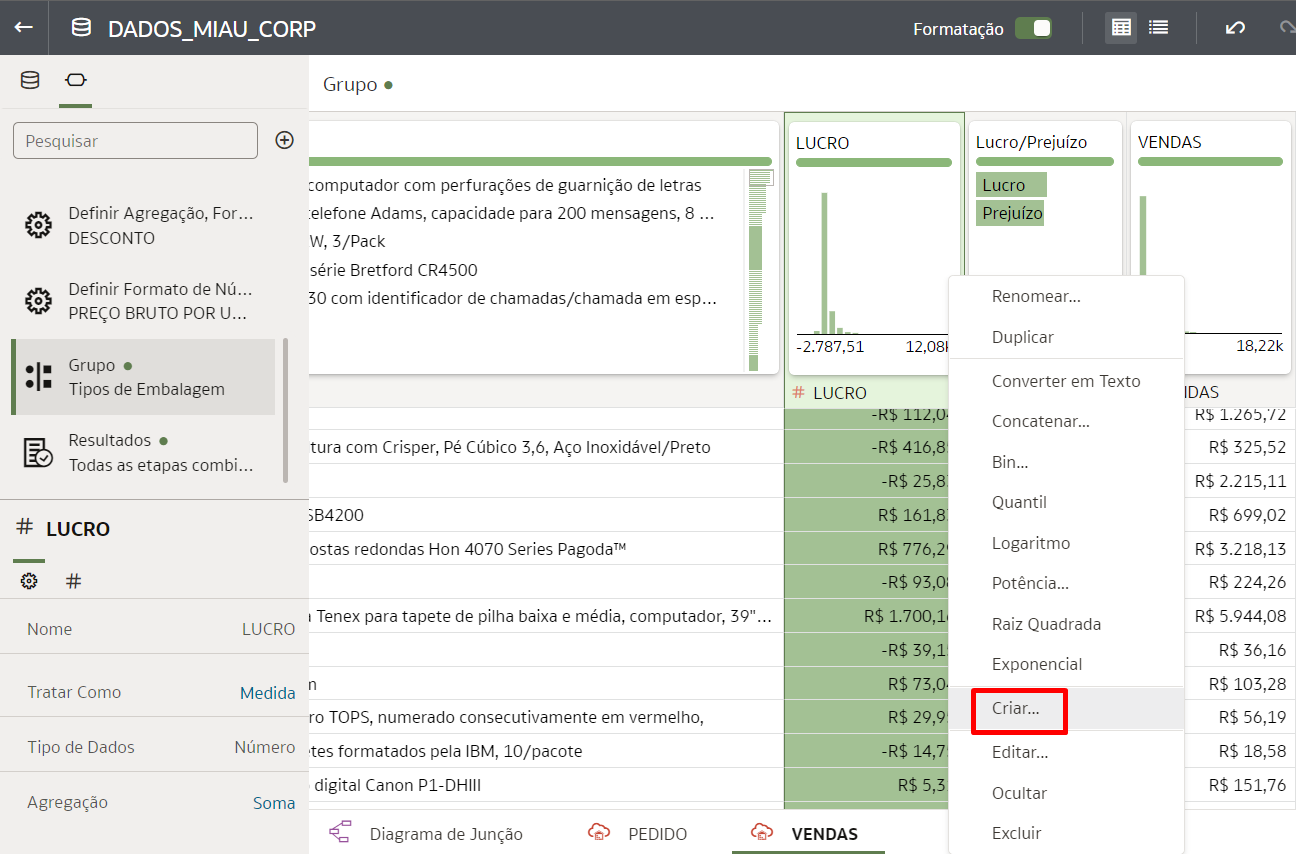 DADOS_MIAU_CORP
Formatação
Pesquisar
Definir Agregação, For...
DESCONTO
Definir Formato de Nú...
PREÇO BRUTO POR U...
Grupo
Tipos de Embalagem
Resultados
Todas as etapas combi...
# LUCRO
#
Nome LUCRO
Tratar Como Medida
Tipo de Dados Número
Agregação Soma
Grupo
computador com perfurações de guarnição de letras
telefone Adams, capacidade para 200 mensagens, 8 ...
W, 3/Pack
série Bretford CR4500
30 com identificador de chamadas/chamada em esp...
LUCRO
-2.787,51 12,08k
# LUCRO
Lucro/Prejuízo
Lucro
Prejuízo
VENDAS
18,22k
DAS
-R$ 112,04 R$ 1.265,72
tura com Crisper, Pé Cúbico 3,6, Aço Inoxidável/Preto -R$ 416,8 R$ 325,52
-R$ 25,8 R$ 2.215,11
SB4200 R$ 161,8 R$ 699,02
ostas redondas Hon 4070 Series Pagoda™ R$ 776,2 R$ 3.218,13
-R$ 93,0 R$ 224,26
Tenex para tapete de pilha baixa e média, computador, 39"... R$ 1.700,1 R$ 5.944,08
-R$ 39,1 R$ 36,16
m R$ 73,0 R$ 103,28
ro TOPS, numerado consecutivamente em vermelho, R$ 29,9 R$ 56,19
etes formatados pela IBM, 10/pacote -R$ 14,7 R$ 18,58
digital Canon P1-DHIII R$ 5,3 R$ 151,76
Renomear...
Duplicar
Converter em Texto
Concatenar...
Bin...
Quantil
Logaritmo
Potência...
Raiz Quadrada
Exponencial
Criar...
Editar...
Ocultar
Excluir
Diagrama de Junção PEDIDO VENDAS